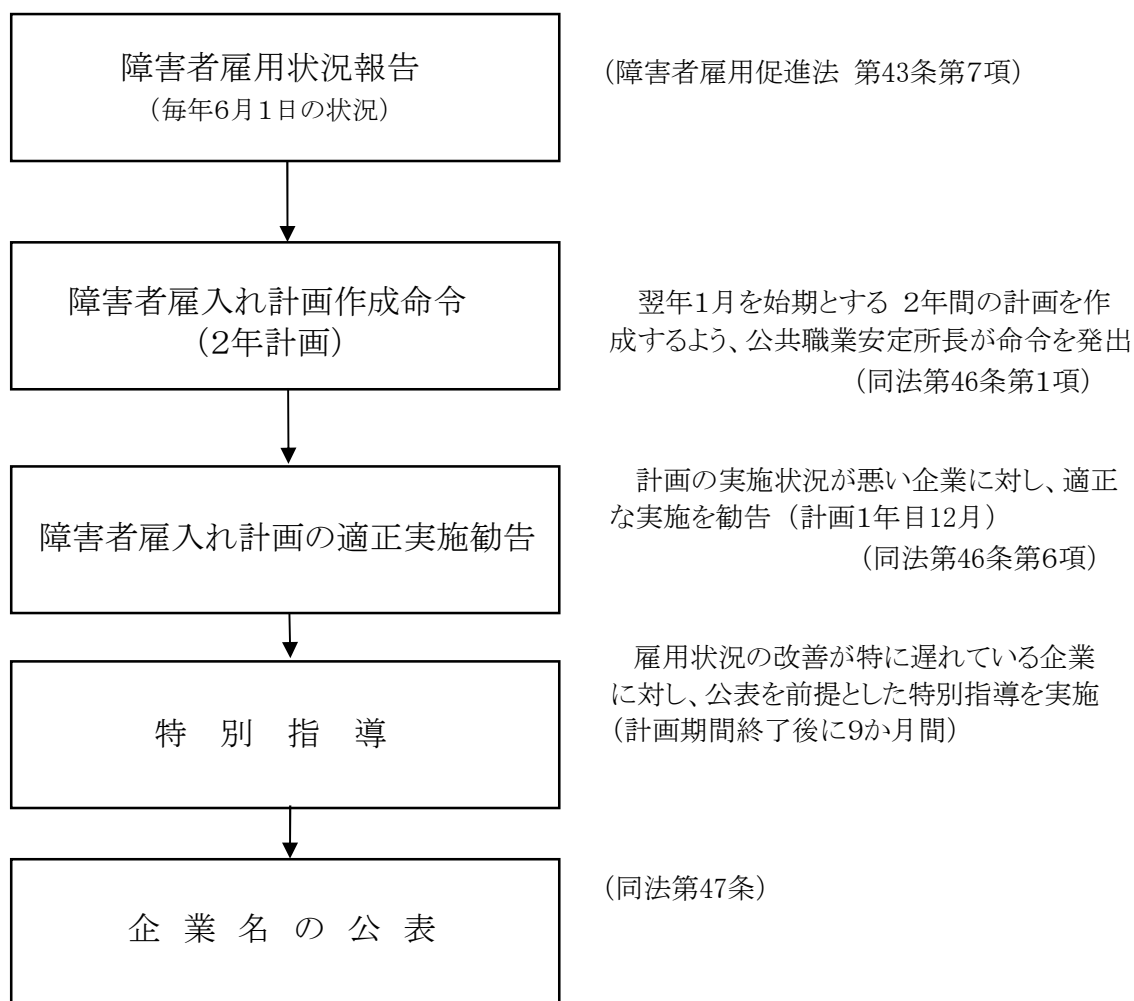 障害者雇用状況報告
（毎年６月１日の状況）
（障害者雇用促進法 第43条第７項）
障害者雇入れ計画作成命令
（２年計画）
翌年１月を始期とする ２年間の計画を作
成するよう、公共職業安定所長が命令を発出
（同法第46条第１項）
障害者雇入れ計画の適正実施勧告
計画の実施状況が悪い企業に対し、適正
な実施を勧告（計画１年目12月）
（同法第46条第６項）
特 別 指 導
雇用状況の改善が特に遅れている企業
に対し、公表を前提とした特別指導を実施
（計画期間終了後に９か月間）
企 業 名 の 公 表
（同法第47条）